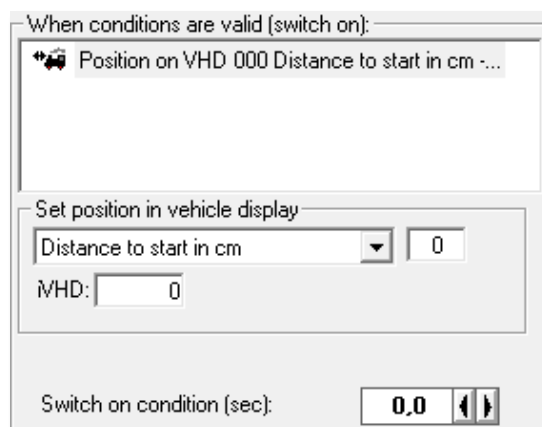 When conditions are valid (switch on):
Position on VHD 000 Distance to start in cm -...
Set position in vehicle display
Distance to start in cm 0
iVHD: 0
Switch on condition (sec): 0,0